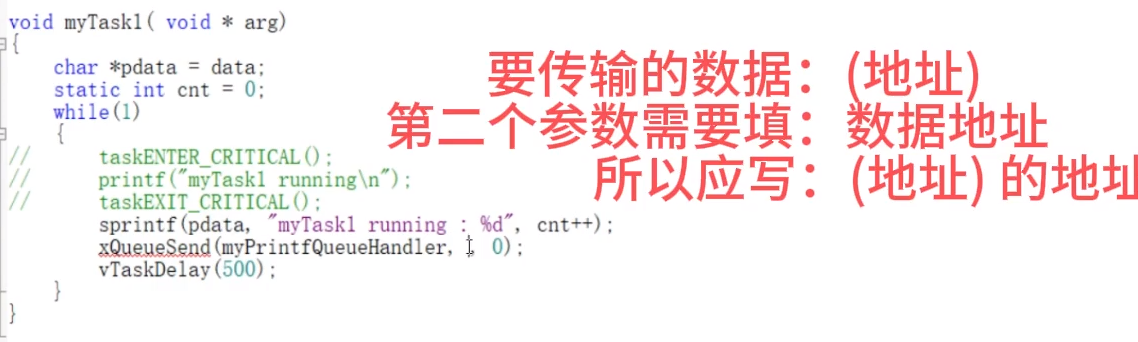 void myTask1( void * arg)
{
char *pdata = data;
static int cnt = 0;
while(1)
{
// taskENTER_CRITICAL();
// printf("myTask1 running\n");
// taskEXIT_CRITICAL();
sprintf(pdata, "myTask1 running : %d", cnt++);
xQueueSend(myPrintfQueueHandler, , 0);
vTaskDelay(500);
}
}
要传输的数据：(地址)
第二个参数需要填：数据地址
所以应写：(地址) 的地址